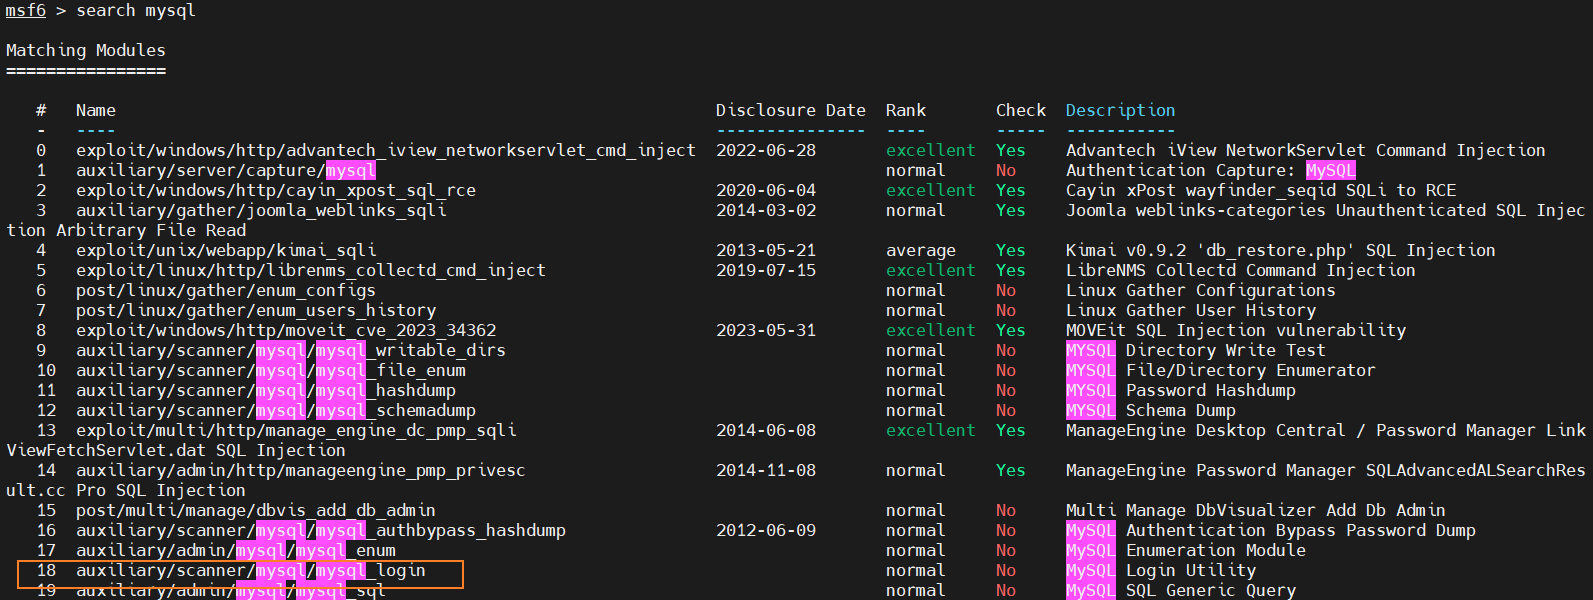 msf6 > search mysql
Matching Modules
================
#   Name   Disclosure Date   Rank   Check   Description
-   ----   ---------------   ----   -----   -----------
0   exploit/windows/http/advantech_iview_networkservlet_cmd_inject   2022-06-28   excellent   Yes   Advantech iView NetworkServlet Command Injection
1   auxiliary/server/capture/mysql   normal   No   Authentication Capture: MySQL
2   exploit/windows/http/cayin_xpost_sql_rce   2020-06-04   excellent   Yes   Cayin xPost wayfinder_seqid SQLi to RCE
3   auxiliary/gather/joomla_weblinks_sqli   2014-03-02   normal   Yes   Joomla weblinks-categories Unauthenticated SQL Injec
tion Arbitrary File Read
4   exploit/unix/webapp/kimai_sqli   2013-05-21   average   Yes   Kimai v0.9.2 'db_restore.php' SQL Injection
5   exploit/linux/http/librenms_collectd_cmd_inject   2019-07-15   excellent   Yes   LibreNMS Collectd Command Injection
6   post/linux/gather/enum_configs   normal   No   Linux Gather Configurations
7   post/linux/gather/enum_users_history   normal   No   Linux Gather User History
8   exploit/windows/http/moveit_cve_2023_34362   2023-05-31   excellent   Yes   MOVEit SQL Injection vulnerability
9   auxiliary/scanner/mysql/mysql_writable_dirs   normal   No   MYSQL Directory Write Test
10   auxiliary/scanner/mysql/mysql_file_enum   normal   No   MYSQL File/Directory Enumerator
11   auxiliary/scanner/mysql/mysql_hashdump   normal   No   MYSQL Password Hashdump
12   auxiliary/scanner/mysql/mysql_schemadump   normal   No   MYSQL Schema Dump
13   exploit/multi/http/manage_engine_dc_pmp_sqli   2014-06-08   excellent   Yes   ManageEngine Desktop Central / Password Manager Link
ViewFetchServlet.dat SQL Injection
14   auxiliary/admin/http/manageengine_pmp_privesc   2014-11-08   normal   Yes   ManageEngine Password Manager SQLAdvancedALSearchRes
ult.cc Pro SQL Injection
15   post/multi/manage/dbvis_add_db_admin   normal   No   Multi Manage DbVisualizer Add Db Admin
16   auxiliary/scanner/mysql/mysql_authbypass_hashdump   2012-06-09   normal   No   MySQL Authentication Bypass Password Dump
17   auxiliary/admin/mysql/mysql_enum   normal   No   MySQL Enumeration Module
18   auxiliary/scanner/mysql/mysql_login   normal   No   MySQL Login Utility
19   auxiliary/admin/mysql/mysql_sql   normal   No   MySQL SQL Generic Query